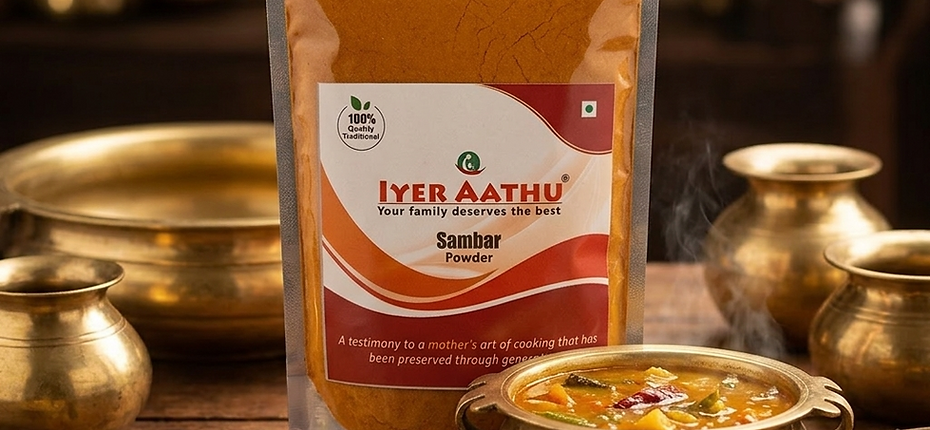 100%
Qoahly
Traditional
IYER AATHU®
Your family deserves the best
Sambar
Powder
A testimony to a mother's art of cooking that has
been preserved through